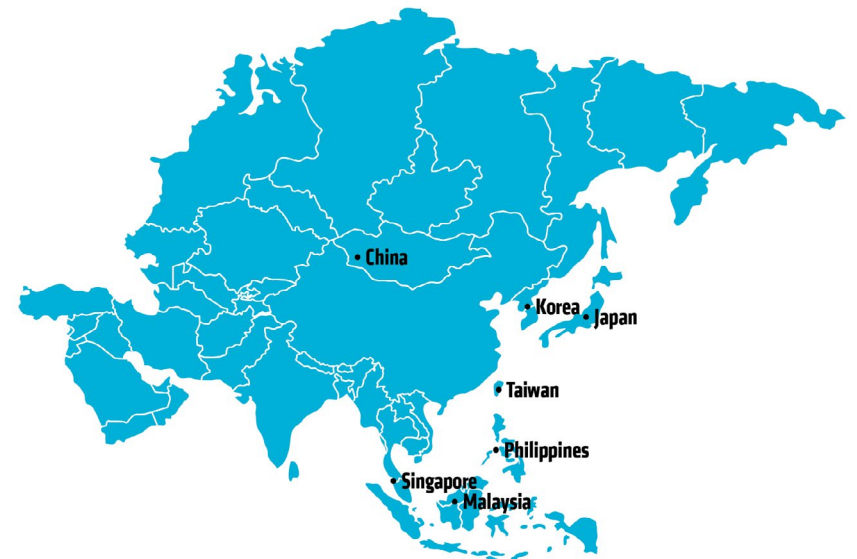 China
Korea
Japan
Taiwan
Philippines
Singapore
Malaysia